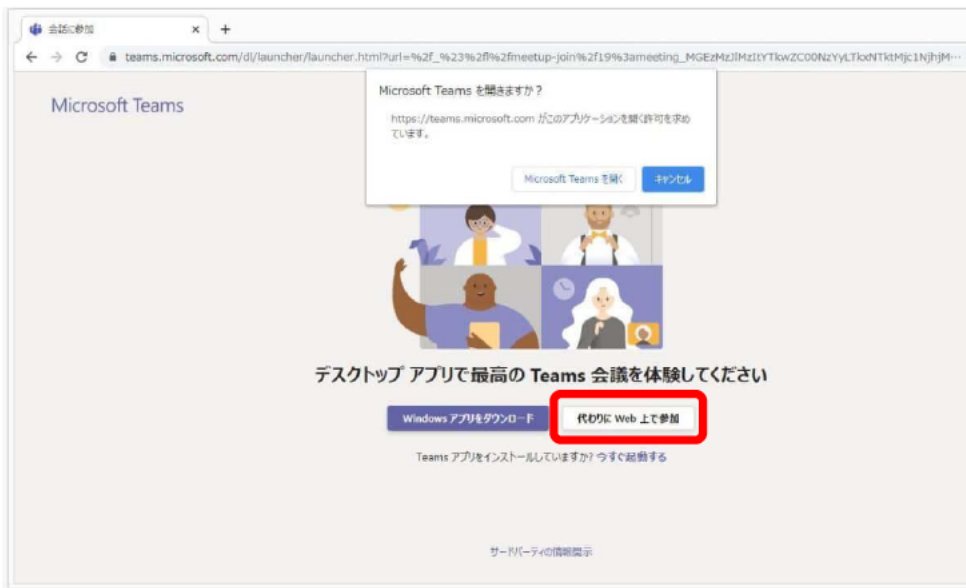 会話に参加
teams.microsoft.com/dl/launcher/launcher.html?url=%2f_%23%2fl%2fmeetup-join%2f19%3ameeting_
Microsoft Teams
Microsoft Teams を開きますか？
https://teams.microsoft.com がこのアプリケーションを開く許可を求め
ています。
Microsoft Teams を開く キャンセル
デスクトップ アプリで最高の Teams 会議を体験してください
Windows アプリをダウンロード 代わりに Web 上で参加
Teams アプリをインストールしていますか? 今すぐ起動する
サードパーティの情報開示